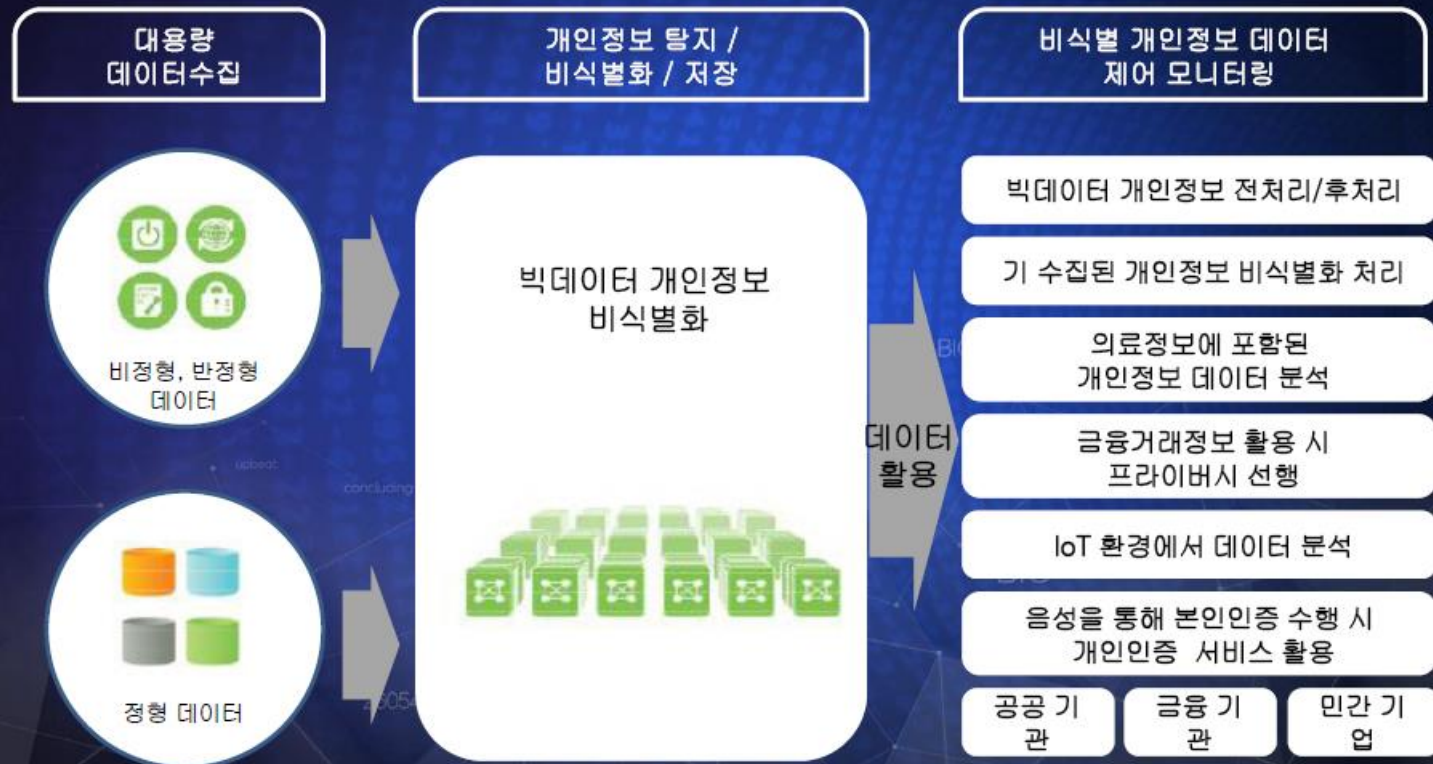 대용량
데이터수집
개인정보 탐지 /
비식별화 / 저장
비식별 개인정보 데이터
제어 모니터링
비정형, 반정형
데이터
정형 데이터
빅데이터 개인정보
비식별화
데이터
활용
빅데이터 개인정보 전처리/후처리
기 수집된 개인정보 비식별화 처리
의료정보에 포함된
개인정보 데이터 분석
금융거래정보 활용 시
프라이버시 선행
IoT 환경에서 데이터 분석
음성을 통해 본인인증 수행 시
개인인증 서비스 활용
공공 기
관
금융 기
관
민간 기
업
upbeat
concluding